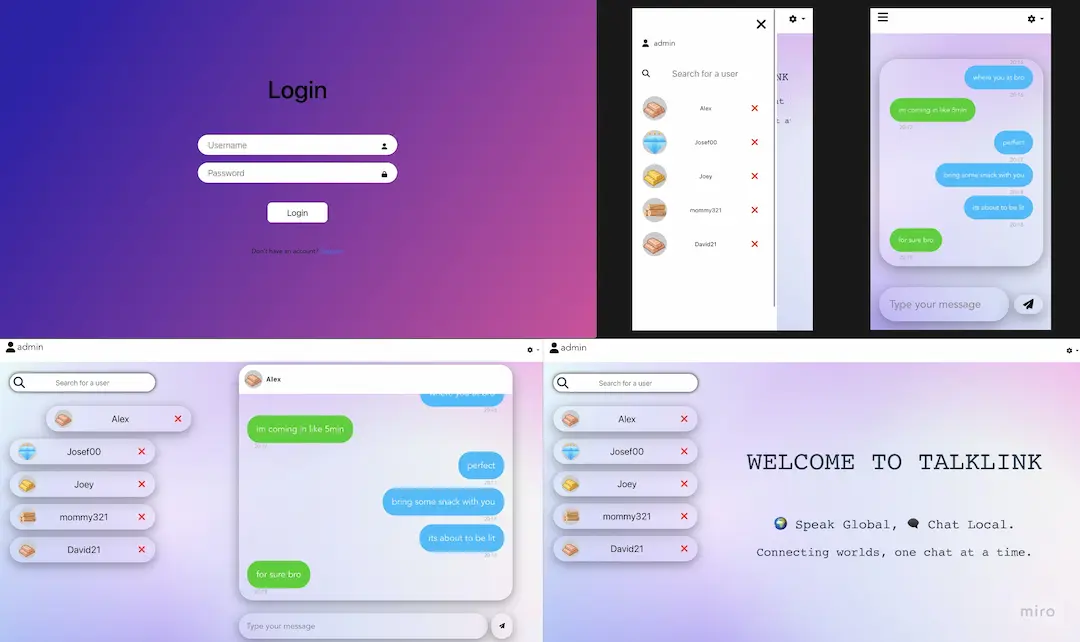 Login
Username
Password
Login
Don't have an account?
admin
Search for a user
Alex
Josef00
Joey
mommy321
David21
where you in bro
im coming in like 5min
perfect
bring some snack with you
its about to be lit
for sure bro
Type your message
admin
Search for a user
Alex
Josef00
Joey
mommy321
David21
Alex
where you in bro
im coming in like 5min
perfect
bring some snack with you
its about to be lit
for sure bro
Type your message
admin
Search for a user
Alex
Josef00
Joey
mommy321
David21
WELCOME TO TALKLINK
Speak Global, Chat Local.
Connecting worlds, one chat at a time.
miro